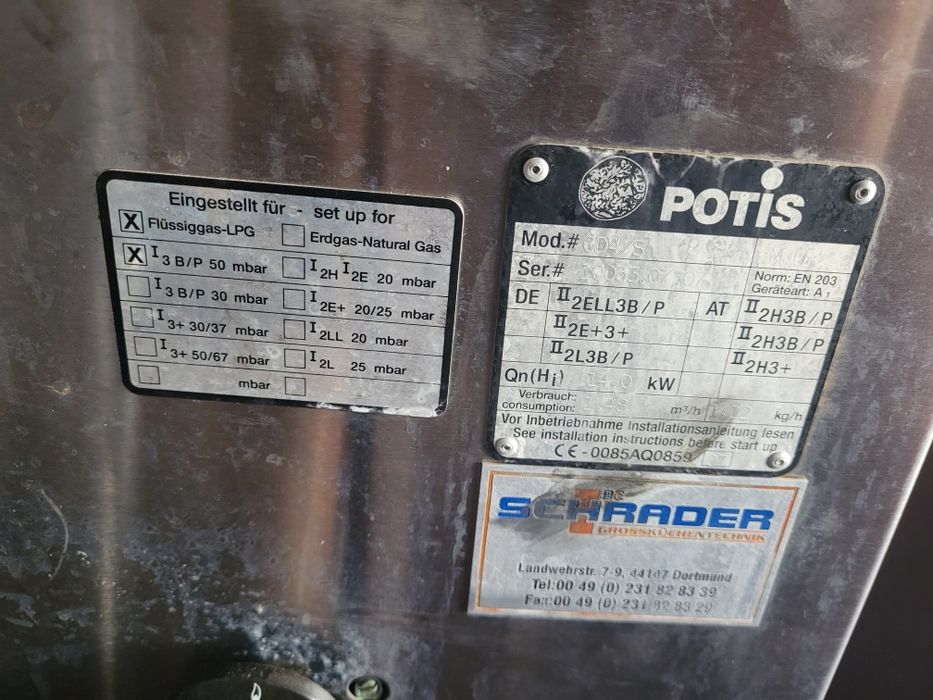 Eingestellt für - set up for
X Flüssiggas-LPG Erdgas-Natural Gas
X I3 B/P 50 mbar I2H I2E 20 mbar
I3 B/P 30 mbar I2E+ 20/25 mbar
I3+ 30/37 mbar I2LL 20 mbar
I3+ 50/67 mbar I2L 25 mbar
mbar
POTIS
Mod.#
Ser.#
Norm: EN 203
Geräteart: A1
DE II2ELL3B/P AT II2H3B/P
II2E+3+ II2H3B/P
II2L3B/P II2H3+
Qn(Hi) 14.0 kW
Verbrauch:
consumption: m³/h kg/h
Vor Inbetriebnahme Installationsanleitung lesen
See installation instructions before start up
CE-0085AQ0859
SCHRADER
GROSSKÜCHENTECHNIK
Landwehrstr. 7-9, 44147 Dortmund
Tel:00 49 (0) 231 82 83 39
Fax:00 49 (0) 231 82 83 29